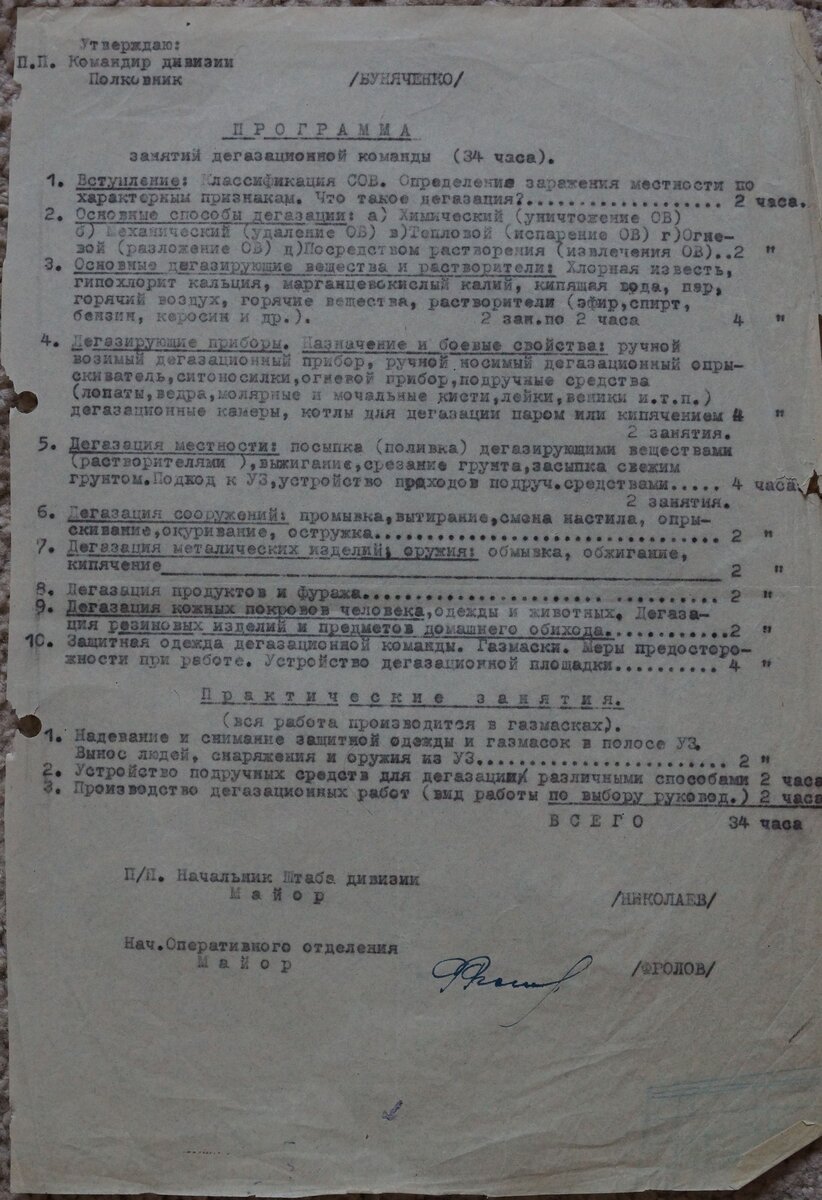 Утверждаю:
П.П. Командир дивизии
Полковник /БУНЯЧЕНКО/
ПРОГРАММА
занятий дегазационной команды (34 часа).
1. Вступление: Классификация СОВ. Определение заражения местности по
характерным признакам. Что такое дегазация?.................... 2 часа.
2. Основные способы дегазации: а) Химический (уничтожение ОВ)
б) Механический (удаление ОВ) в)Тепловой (испарение ОВ) г)Огне-
вой (разложение ОВ) д)Посредством растворения (извлечения ОВ)..2 "
3. Основные дегазирующие вещества и растворители: Хлорная известь,
гипохлорит кальция, марганцевокислый калий, кипящая вода, пар,
горячий воздух, горячие вещества, растворители (эфир,спирт,
бензин, керосин и др.). 2 зан.по 2 часа 4 "
4. Дегазирующие приборы. Назначение и боевые свойства: ручной
возимый дегазационный прибор, ручной носимый дегазационный опры-
скиватель,ситоносилки,огневой прибор,подручные средства
(лопаты,ведра,молярные и мочальные кисти,лейки,веники и.т.п.)
дегазационные камеры, котлы для дегазации паром или кипячением 4 "
2 занятия.
5. Дегазация местности: посыпка (поливка) дегазирующими веществами
(растворителями ),выжигание,срезание грунта,засыпка свежим
грунтом.Подход к УЗ,устройство проходов подруч.средствами..... 4 часа.
2 занятия.
6. Дегазация сооружений: промывка,вытирание,смена настила, опры-
скивание,окуривание, остружка................................... 2 "
7. Дегазация металических изделий; оружия: обмывка, обжигание,
кипячение 2 "
8. Дегазация продуктов и фуража........................ .......... 2 "
9. Дегазация кожных покровов человека,одежды и животных. Дегаза-
ция резиновых изделий и предметов домашнего обихода.............2 "
10. Защитная одежда дегазационной команды. Газмаски. Меры предосторо-
жности при работе. Устройство дегазационной площадки.......... 4 "
Практические занятия.
(вся работа производится в газмасках).
1. Надевание и снимание защитной одежды и газмасок в полосе УЗ.
Вынос людей, снаряжения и оружия из УЗ......................... 2 "
2. Устройство подручных средств для дегазации различными способами 2 часа
3. Производство дегазационных работ (вид работы по выбору руковод.) 2 часа
ВСЕГО 34 часа
П/П. Начальник Штаба дивизии
Майор /НИКОЛАЕВ/
Нач.Оперативного отделения
Майор /ФРОЛОВ/